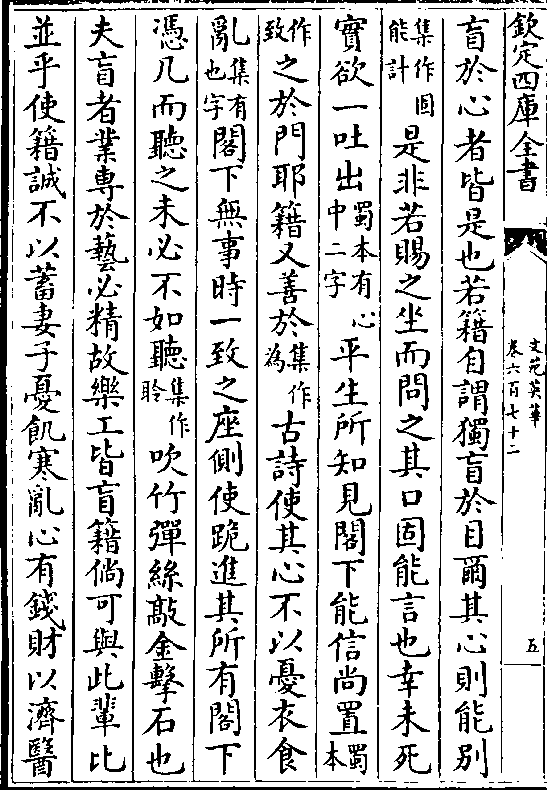 欽定四庫全書
文苑英華
卷六百七十二
五
盲於心者皆是也若籍自謂獨盲於目爾其心則能別
集作固能計是非若賜之坐而問之其口固能言也幸未死
實欲一吐出蜀本有心中二字平生所知見閣下能信尚置蜀本
作致之於門耶籍又善於集作為古詩使其心不以憂衣食
亂集有也字閣下無事時一致之座側使跪進其所有閣下
憑几而聽之未必不如聽集作聆吹竹彈絲敲金擊石也
夫盲者業專於藝必精故樂工皆盲籍倘可與此輩比
並乎使籍誠不以蓄妻子憂飢寒亂心有錢財以濟醫